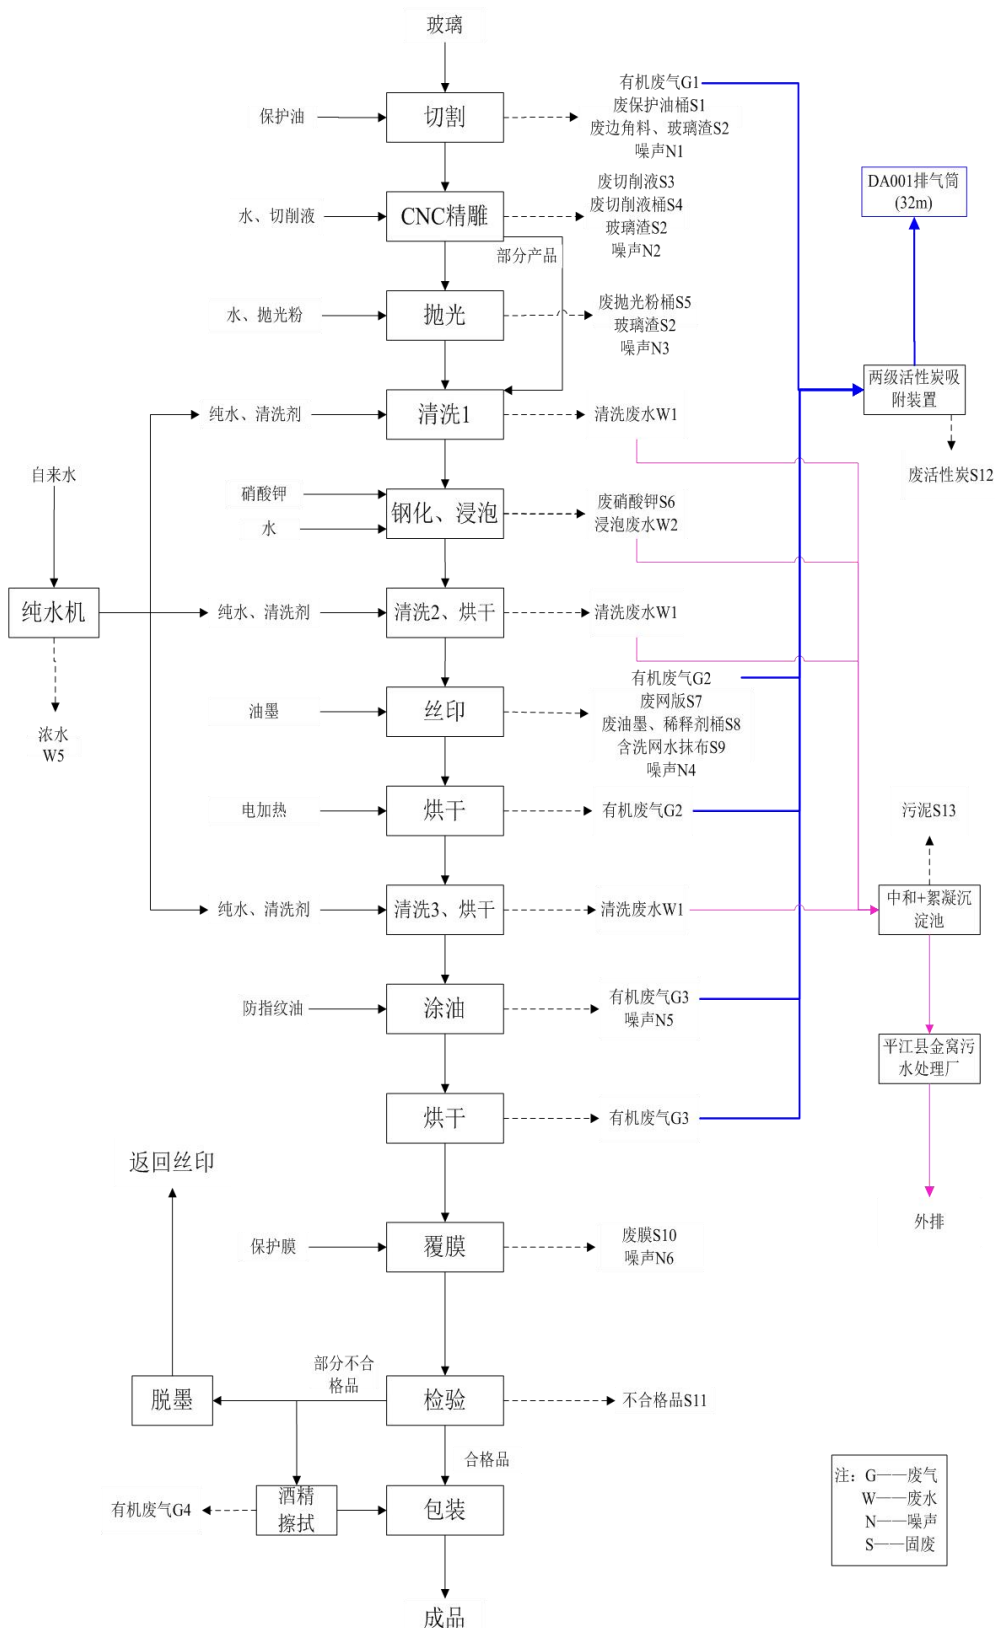 玻璃
保护油
切割
有机废气G1
废保护油桶S1
废边角料、玻璃渣S2
噪声N1
DA001排气筒
(32m)
水、切削液
CNC精雕
废切削液S3
废切削液桶S4
玻璃渣S2
噪声N2
部分产品
水、抛光粉
抛光
废抛光粉桶S5
玻璃渣S2
噪声N3
两级活性炭吸
附装置
废活性炭S12
纯水、清洗剂
清洗1
清洗废水W1
自来水
硝酸钾
水
钢化、浸泡
废硝酸钾S6
浸泡废水W2
纯水机
纯水、清洗剂
清洗2、烘干
清洗废水W1
浓水
W5
油墨
丝印
有机废气G2
废网版S7
废油墨、稀释剂桶S8
含洗网水抹布S9
噪声N4
电加热
烘干
有机废气G2
污泥S13
纯水、清洗剂
清洗3、烘干
清洗废水W1
中和+絮凝沉
淀池
防指纹油
涂油
有机废气G3
噪声N5
平江县金窝污
水处理厂
烘干
有机废气G3
返回丝印
外排
保护膜
覆膜
废膜S10
噪声N6
部分不合
格品
脱墨
检验
不合格品S11
合格品
有机废气G4
酒精
擦拭
包装
成品
注：G——废气
W——废水
N——噪声
S——固废